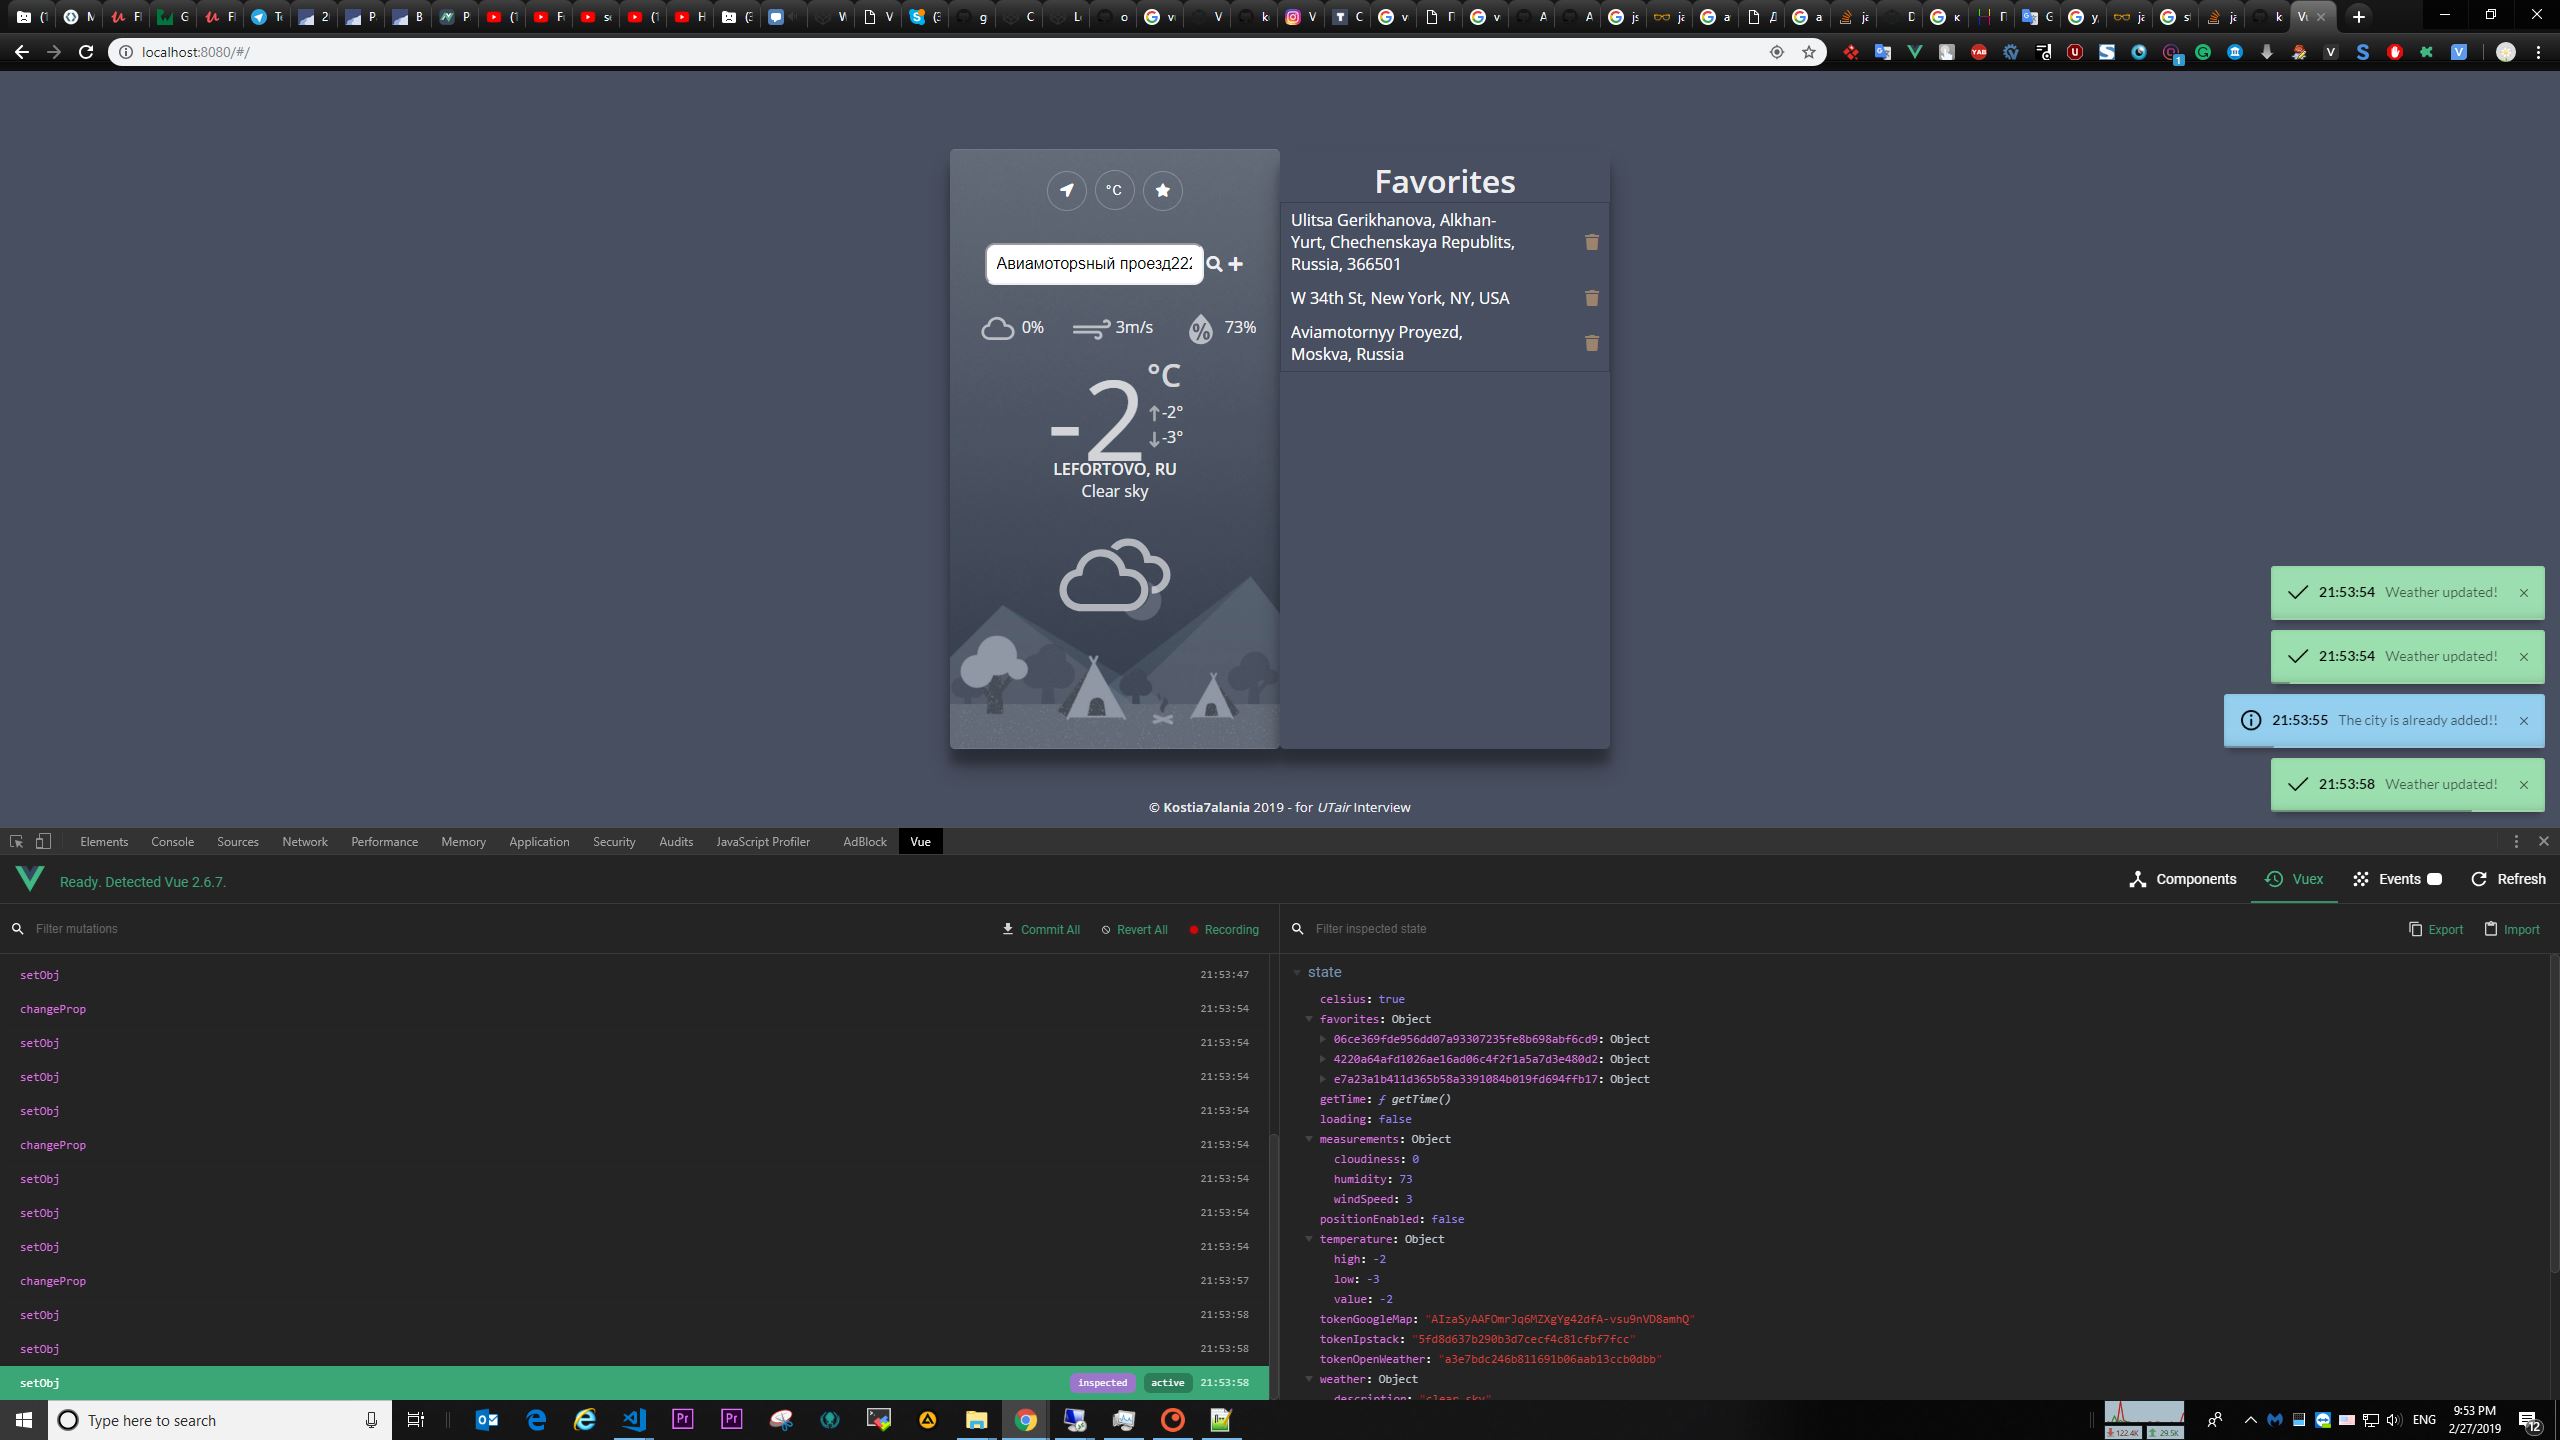 localhost:8080/#/
°C
Авиамоторsный проезд222
0%
3m/s
73%
°C
-2
-2°
-3°
LEFORTOVO, RU
Clear sky
Favorites
Ulitsa Gerikhanova, Alkhan-
Yurt, Chechenskaya Republits,
Russia, 366501
W 34th St, New York, NY, USA
Aviamotornyy Proyezd,
Moskva, Russia
21:53:54 Weather updated!
21:53:54 Weather updated!
21:53:55 The city is already added!!
21:53:58 Weather updated!
© Kostia7alania 2019 - for UTair Interview
Elements Console Sources Network Performance Memory Application Security Audits JavaScript Profiler AdBlock Vue
Ready. Detected Vue 2.6.7.
Components Vuex Events Refresh
Filter mutations
Commit All Revert All Recording
Filter inspected state
Export Import
setObj 21:53:47
changeProp 21:53:54
setObj 21:53:54
setObj 21:53:54
setObj 21:53:54
changeProp 21:53:54
setObj 21:53:54
setObj 21:53:54
setObj 21:53:54
changeProp 21:53:57
setObj 21:53:58
setObj 21:53:58
setObj inspected active 21:53:58
state
celsius: true
favorites: Object
06ce369fde956dd07a93307235fe8b698abf6cd9: Object
4220a64afd1026ae16ad06c4f2f1a5a7d3e480d2: Object
e7a23a1b411d365b58a3391084b019fd694ffb17: Object
getTime: ƒ getTime()
loading: false
measurements: Object
cloudiness: 0
humidity: 73
windSpeed: 3
positionEnabled: false
temperature: Object
high: -2
low: -3
value: -2
tokenGoogleMap: "AIzaSyAAFOmrJq6MZXgYg42dfA-vsu9nVD8amhQ"
tokenIpstack: "5fd8d637b290b3d7cecf4c81cfbf7fcc"
tokenOpenWeather: "a3e7bdc246b811691b06aab13ccb0dbb"
weather: Object
description: "clear sky"
Type here to search
122.4K 29.5K
ENG
9:53 PM
2/27/2019
12